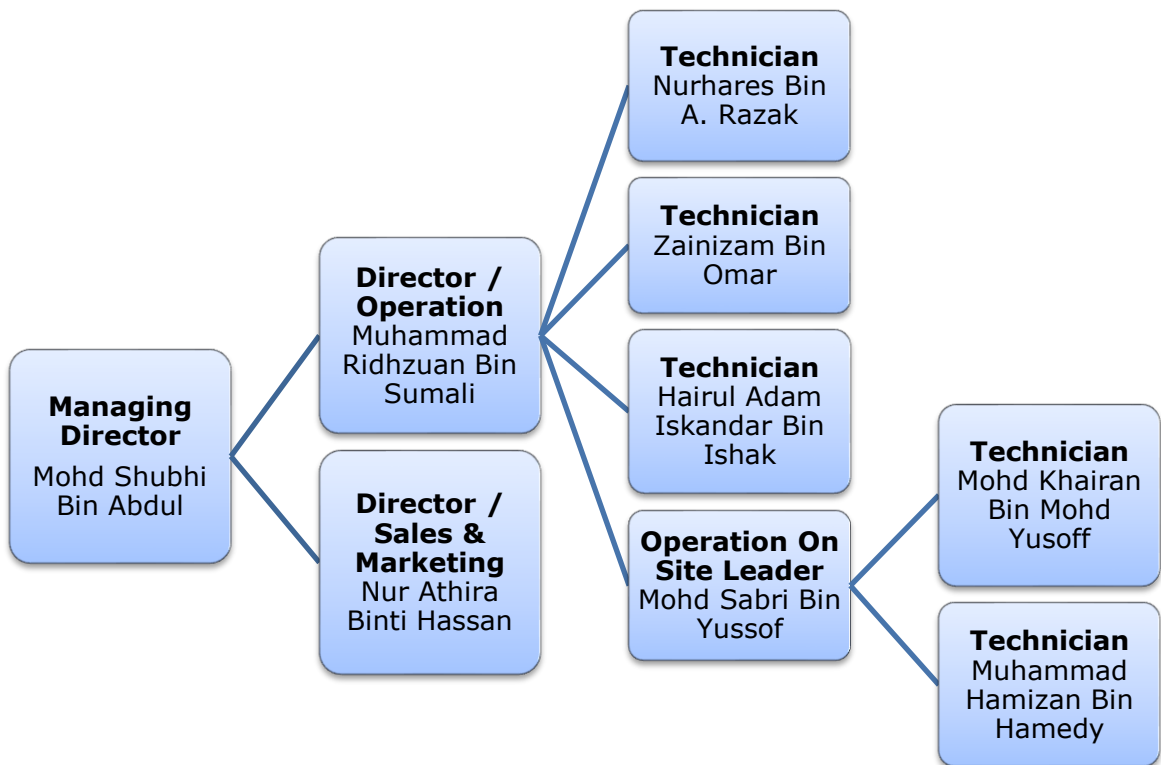 Managing
Director
Mohd Shubhi
Bin Abdul
Director /
Operation
Muhammad
Ridhzuan Bin
Sumali
Director /
Sales &
Marketing
Nur Athira
Binti Hassan
Technician
Nurhares Bin
A. Razak
Technician
Zainizam Bin
Omar
Technician
Hairul Adam
Iskandar Bin
Ishak
Operation On
Site Leader
Mohd Sabri Bin
Yussof
Technician
Mohd Khairan
Bin Mohd
Yusoff
Technician
Muhammad
Hamizan Bin
Hamedy